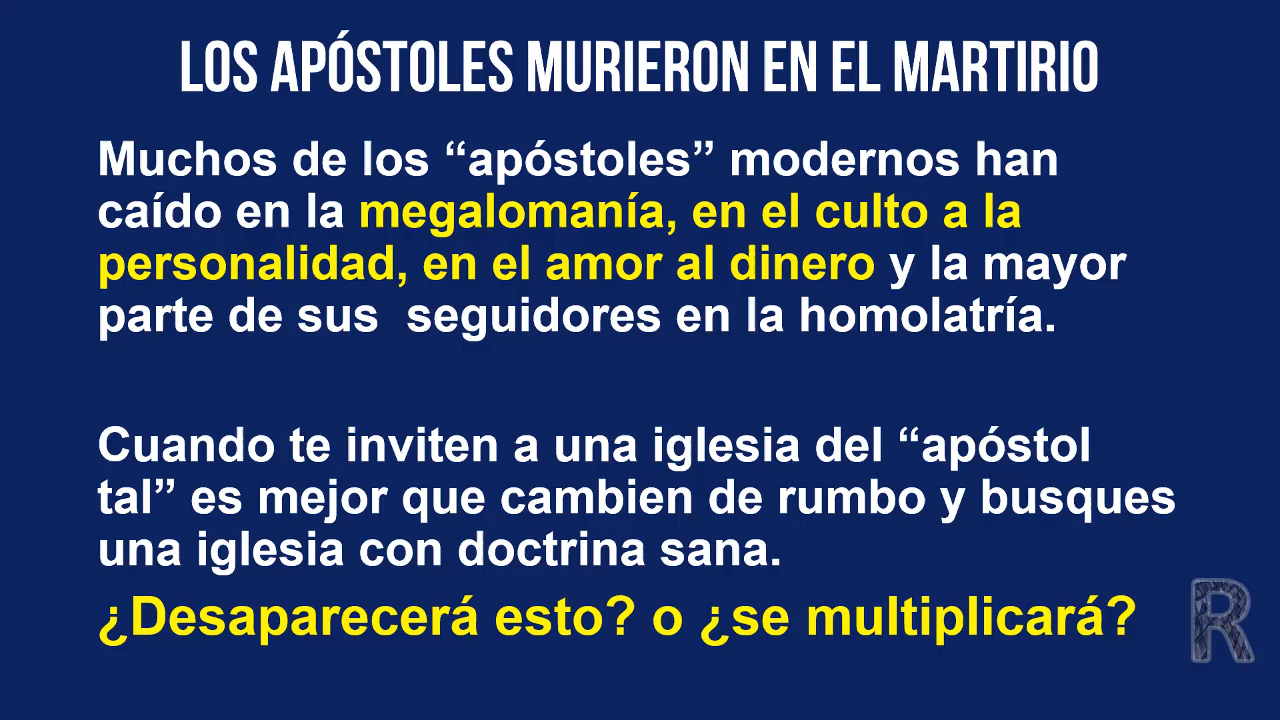 LOS APÓSTOLES MURIERON EN EL MARTIRIO
Muchos de los “apóstoles” modernos han
caído en la megalomanía, en el culto a la
personalidad, en el amor al dinero y la mayor
parte de sus  seguidores en la homolatría.
Cuando te inviten a una iglesia del “apóstol
tal” es mejor que cambien de rumbo y busques
una iglesia con doctrina sana.
¿Desaparecerá esto? o ¿se multiplicará?
R